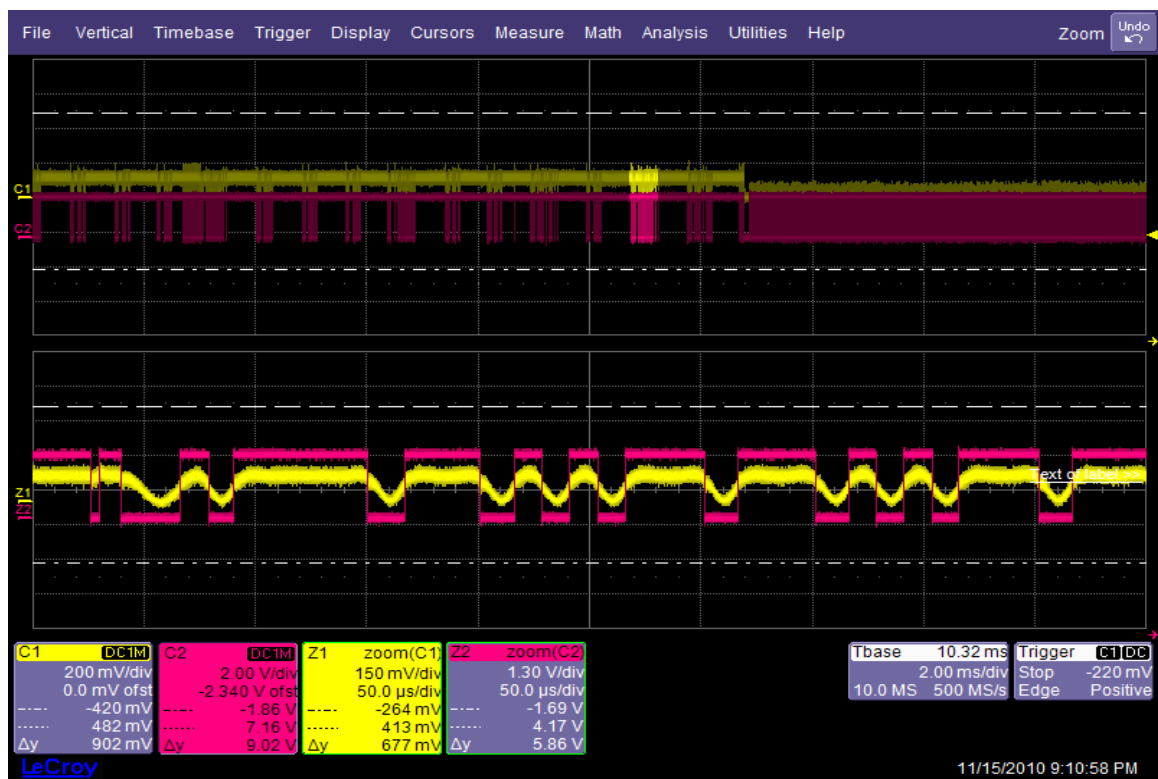 File Vertical Timebase Trigger Display Cursors Measure Math Analysis Utilities Help Zoom Undo
C1
C2
Text of label >>
Z1
Z2
C1 DC1M C2 DC1M Z1 zoom(C1) Z2 zoom(C2) Tbase 10.32 ms Trigger C1 DC
200 mV/div 2.00 V/div 150 mV/div 1.30 V/div 2.00 ms/div Stop -220 mV
0.0 mV ofst -2.340 V ofst 50.0 µs/div 50.0 µs/div 10.0 MS 500 MS/s Edge Positive
-420 mV -1.86 V -264 mV -1.69 V
482 mV 7.16 V 413 mV 4.17 V
Δy 902 mV Δy 9.02 V Δy 677 mV Δy 5.86 V
LeCroy 11/15/2010 9:10:58 PM